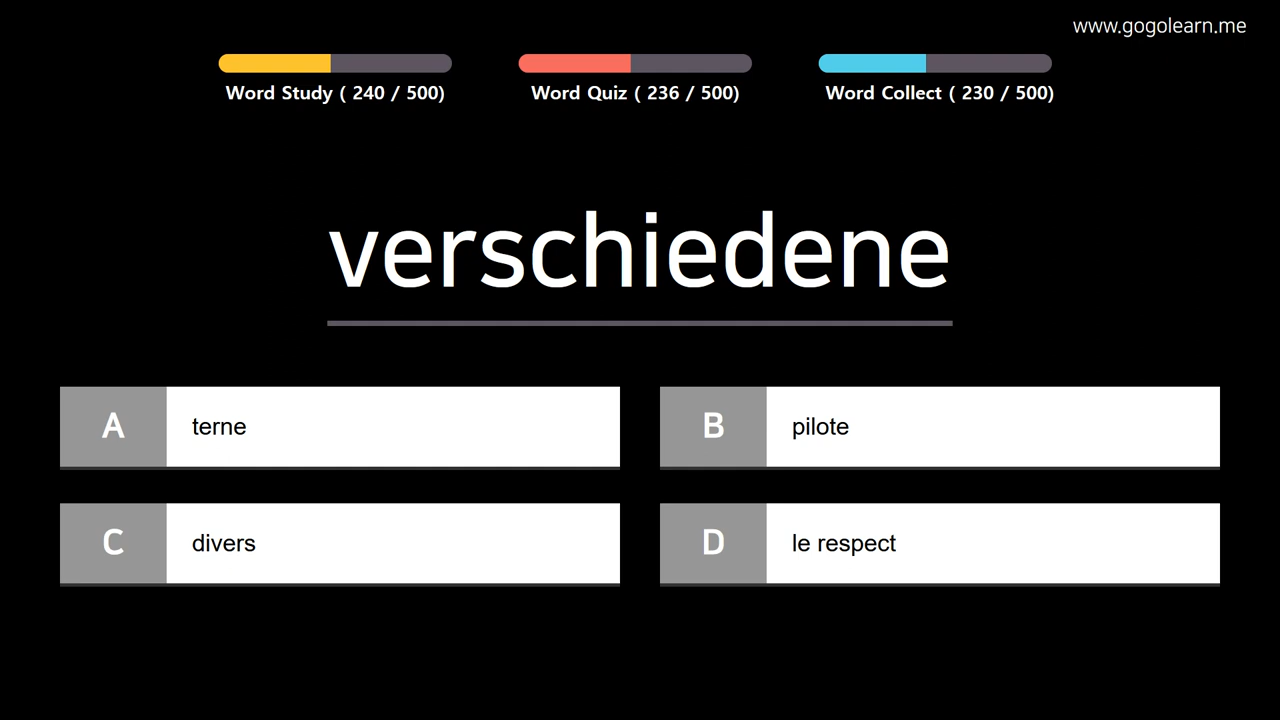 www.gogolearn.me
Word Study ( 240 / 500)
Word Quiz ( 236 / 500)
Word Collect ( 230 / 500)
verschiedene
A
terne
B
pilote
C
divers
D
le respect